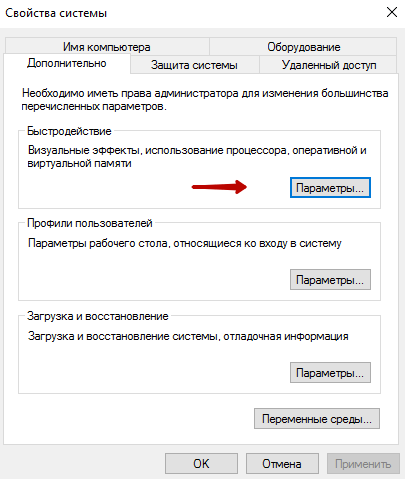 Свойства системы
Имя компьютера
Оборудование
Дополнительно
Защита системы
Удаленный доступ
Необходимо иметь права администратора для изменения большинства
перечисленных параметров.
Быстродействие
Визуальные эффекты, использование процессора, оперативной и
виртуальной памяти
Параметры...
Профили пользователей
Параметры рабочего стола, относящиеся ко входу в систему
Параметры...
Загрузка и восстановление
Загрузка и восстановление системы, отладочная информация
Параметры...
Переменные среды...
OK
Отмена
Применить